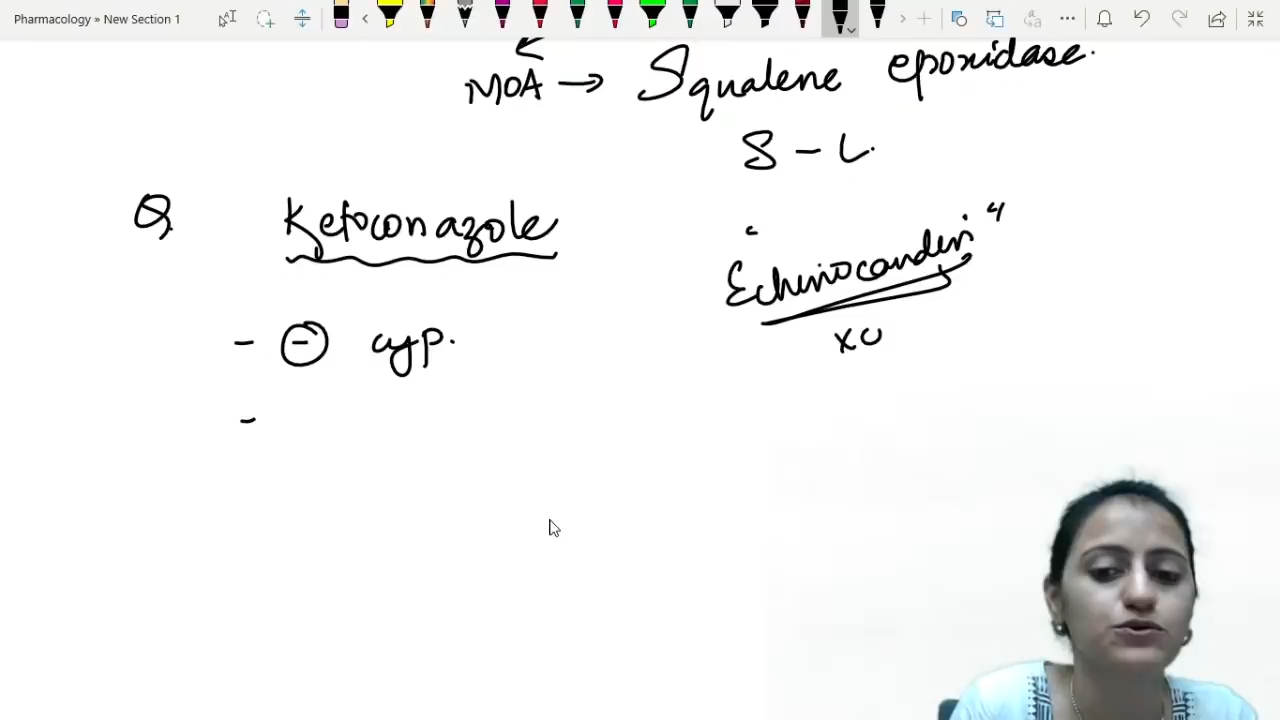 Pharmacology » New Section 1
MOA → Squalene epoxidase.
S - L.
Q. Ketoconazole
"Echinocandin"
- ⊖ cyp.
XO
-